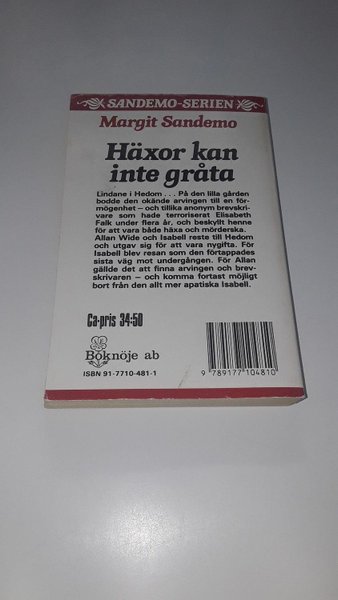 SANDEMO-SERIEN
Margit Sandemo
Häxor kan
inte gråta
Lindane i Hedom . . . På den lilla gården
bodde den okände arvingen till en för-
mögenhet – och tillika anonym brevskri-
vare som hade terroriserat Elisabeth
Falk under flera år, och beskyllt henne
för att vara både häxa och mörderska.
Allan Wide och Isabell reste till Hedom
och utgav sig för att vara nygifta. För
Isabell blev resan som den förtappades
sista väg mot undergången. För Allan
gällde det att finna arvingen och brev-
skrivaren – och komma fortast möjligt
bort från den allt mer apatiska Isabell.
Ca-pris 34:50
Boknöje ab
ISBN 91-7710-481-1
9 789177 104810